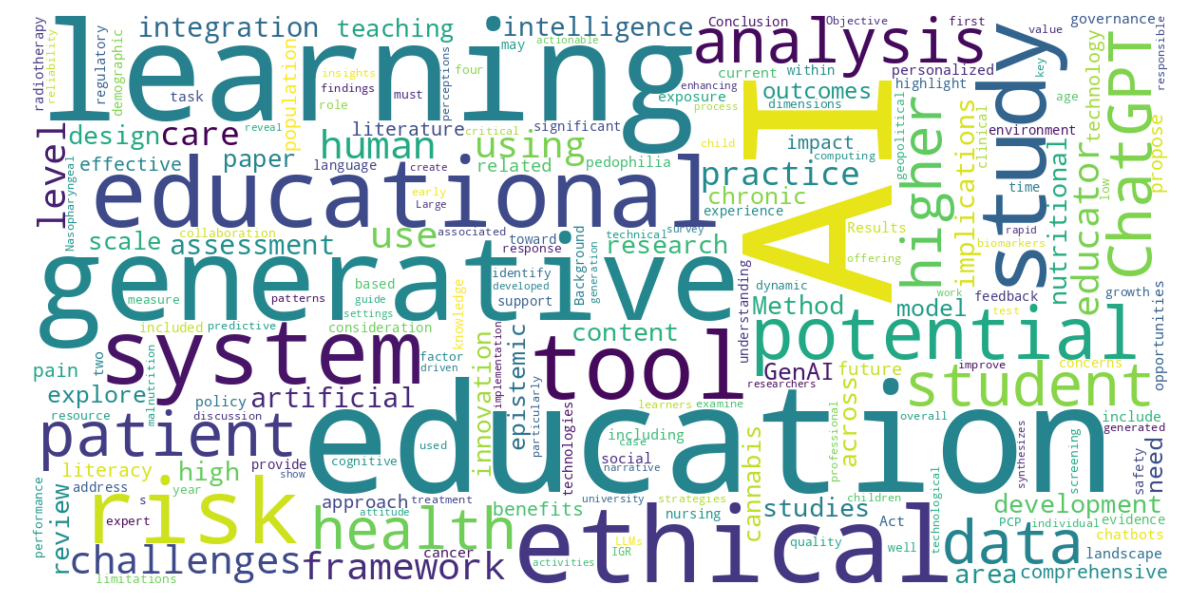 radiotherapy
reliability
regulatory
demographic
integration
teaching
intelligence
may
actionable
Conclusion
Objective
first
value
governance
responsible
learning
analysis
population
insights
findings
role
must
four
perceptions
task
reveal
literature
critical
significant
current
within
enhancing
process
exposure
dimensions
outcomes
personalized
highlight
key
age
technology
study
ChatGPT
AI
level
design
care
effective
paper
human
using
language
create
related
pedophilia
child
impact
computing
practice
chronic
experience
geopolitical
higher
implications
clinical
environment
time
low
nutritional
educator
propose
Nasopharyngeal
educational
early
Large
scale
collaboration
assessment
use
associated
response
toward
technical
survey
research
Background
generation
identify
developed
support
Results
offering
dynamic
understanding
rapid
biomarkers
feedback
growth
work
test
opportunities
generative
measure
patterns
based
guide
settings
consideration
knowledge
included
predictive
content
Method
model
potential
system
tool
GenAI
future
improve
concerns
researchers
pain
two
malnutrition
factor
driven
innovation
implementation
epistemic
particularly
explore
policy
artificial
resource
discussion
learners
examine
across
student
overall
include
generated
patient
education
used
cognitive
including
case
social
narrative
technologies
cannabis
professional
synthesizes
screening
safety
need
literacy
high
provide
show
address
s
year
risk
approach
attitude
treatment
benefits
university
strategies
children
studies
technological
development
PCP
individual
evidence
chatbots
performance
review
expert
health
nursing
LLMs
IGR
quality
Act
well
data
landscape
challenges
limitations
framework
cancer
ethical
activities
area
comprehensive